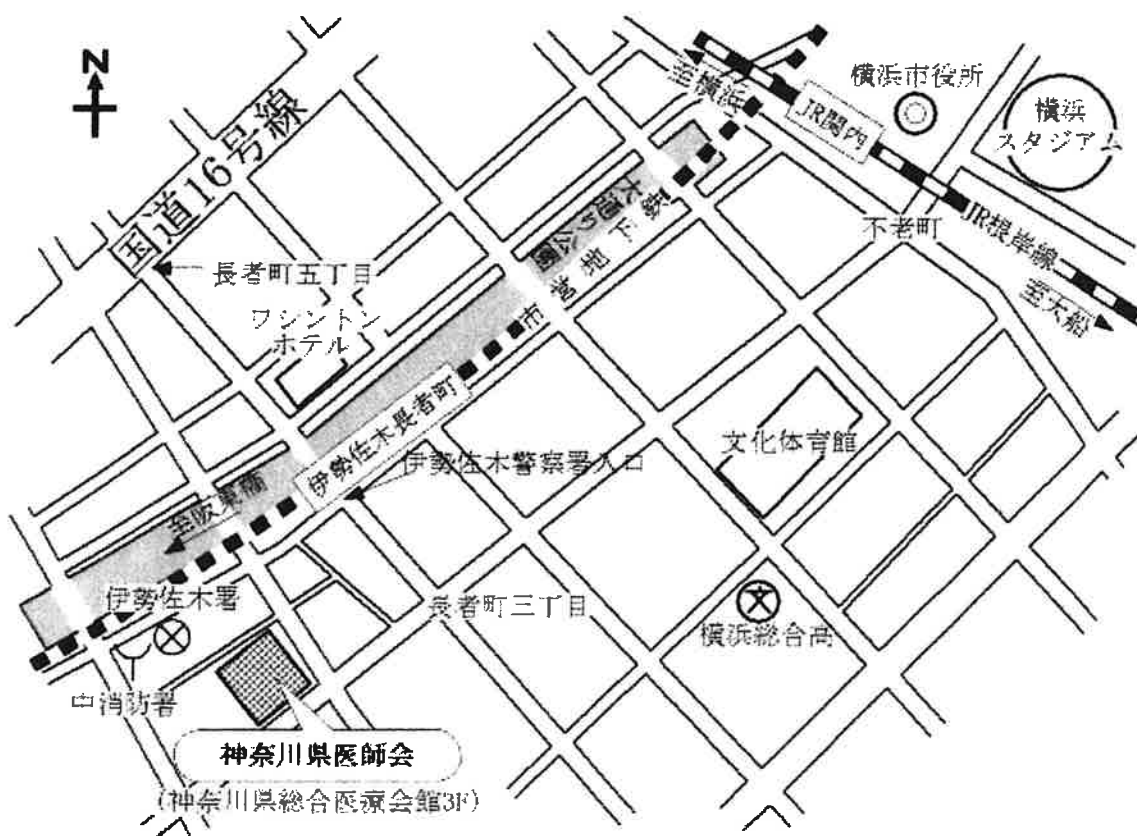 N
国道16号線
至横浜
横浜市役所
横浜
スタジアム
JR関内
大通り公園
市営地下鉄
不老町
JR根岸線
至大船
長者町五丁目
ワシントン
ホテル
伊勢佐木長者町
伊勢佐木警察署入口
文化体育館
至阪東橋
伊勢佐木署
長者町三丁目
横浜総合高
中消防署
神奈川県医師会
(神奈川県総合医療会館3F)